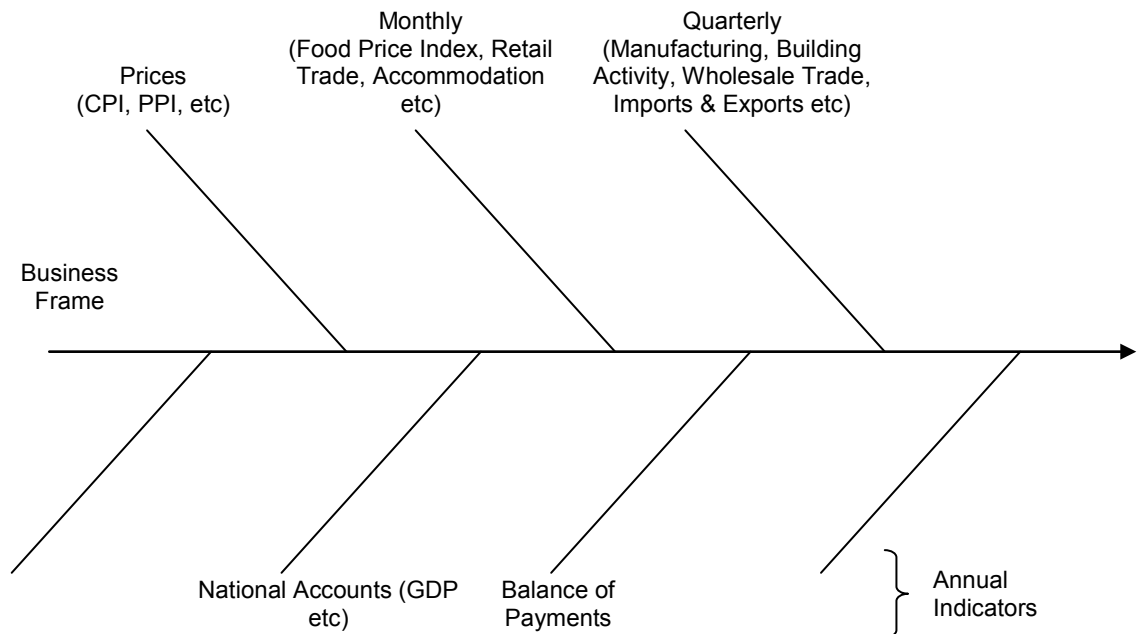 Monthly
(Food Price Index, Retail
Trade, Accommodation
etc)
Quarterly
(Manufacturing, Building
Activity, Wholesale Trade,
Imports & Exports etc)
Prices
(CPI, PPI, etc)
Business
Frame
National Accounts (GDP
etc)
Balance of
Payments
Annual
Indicators